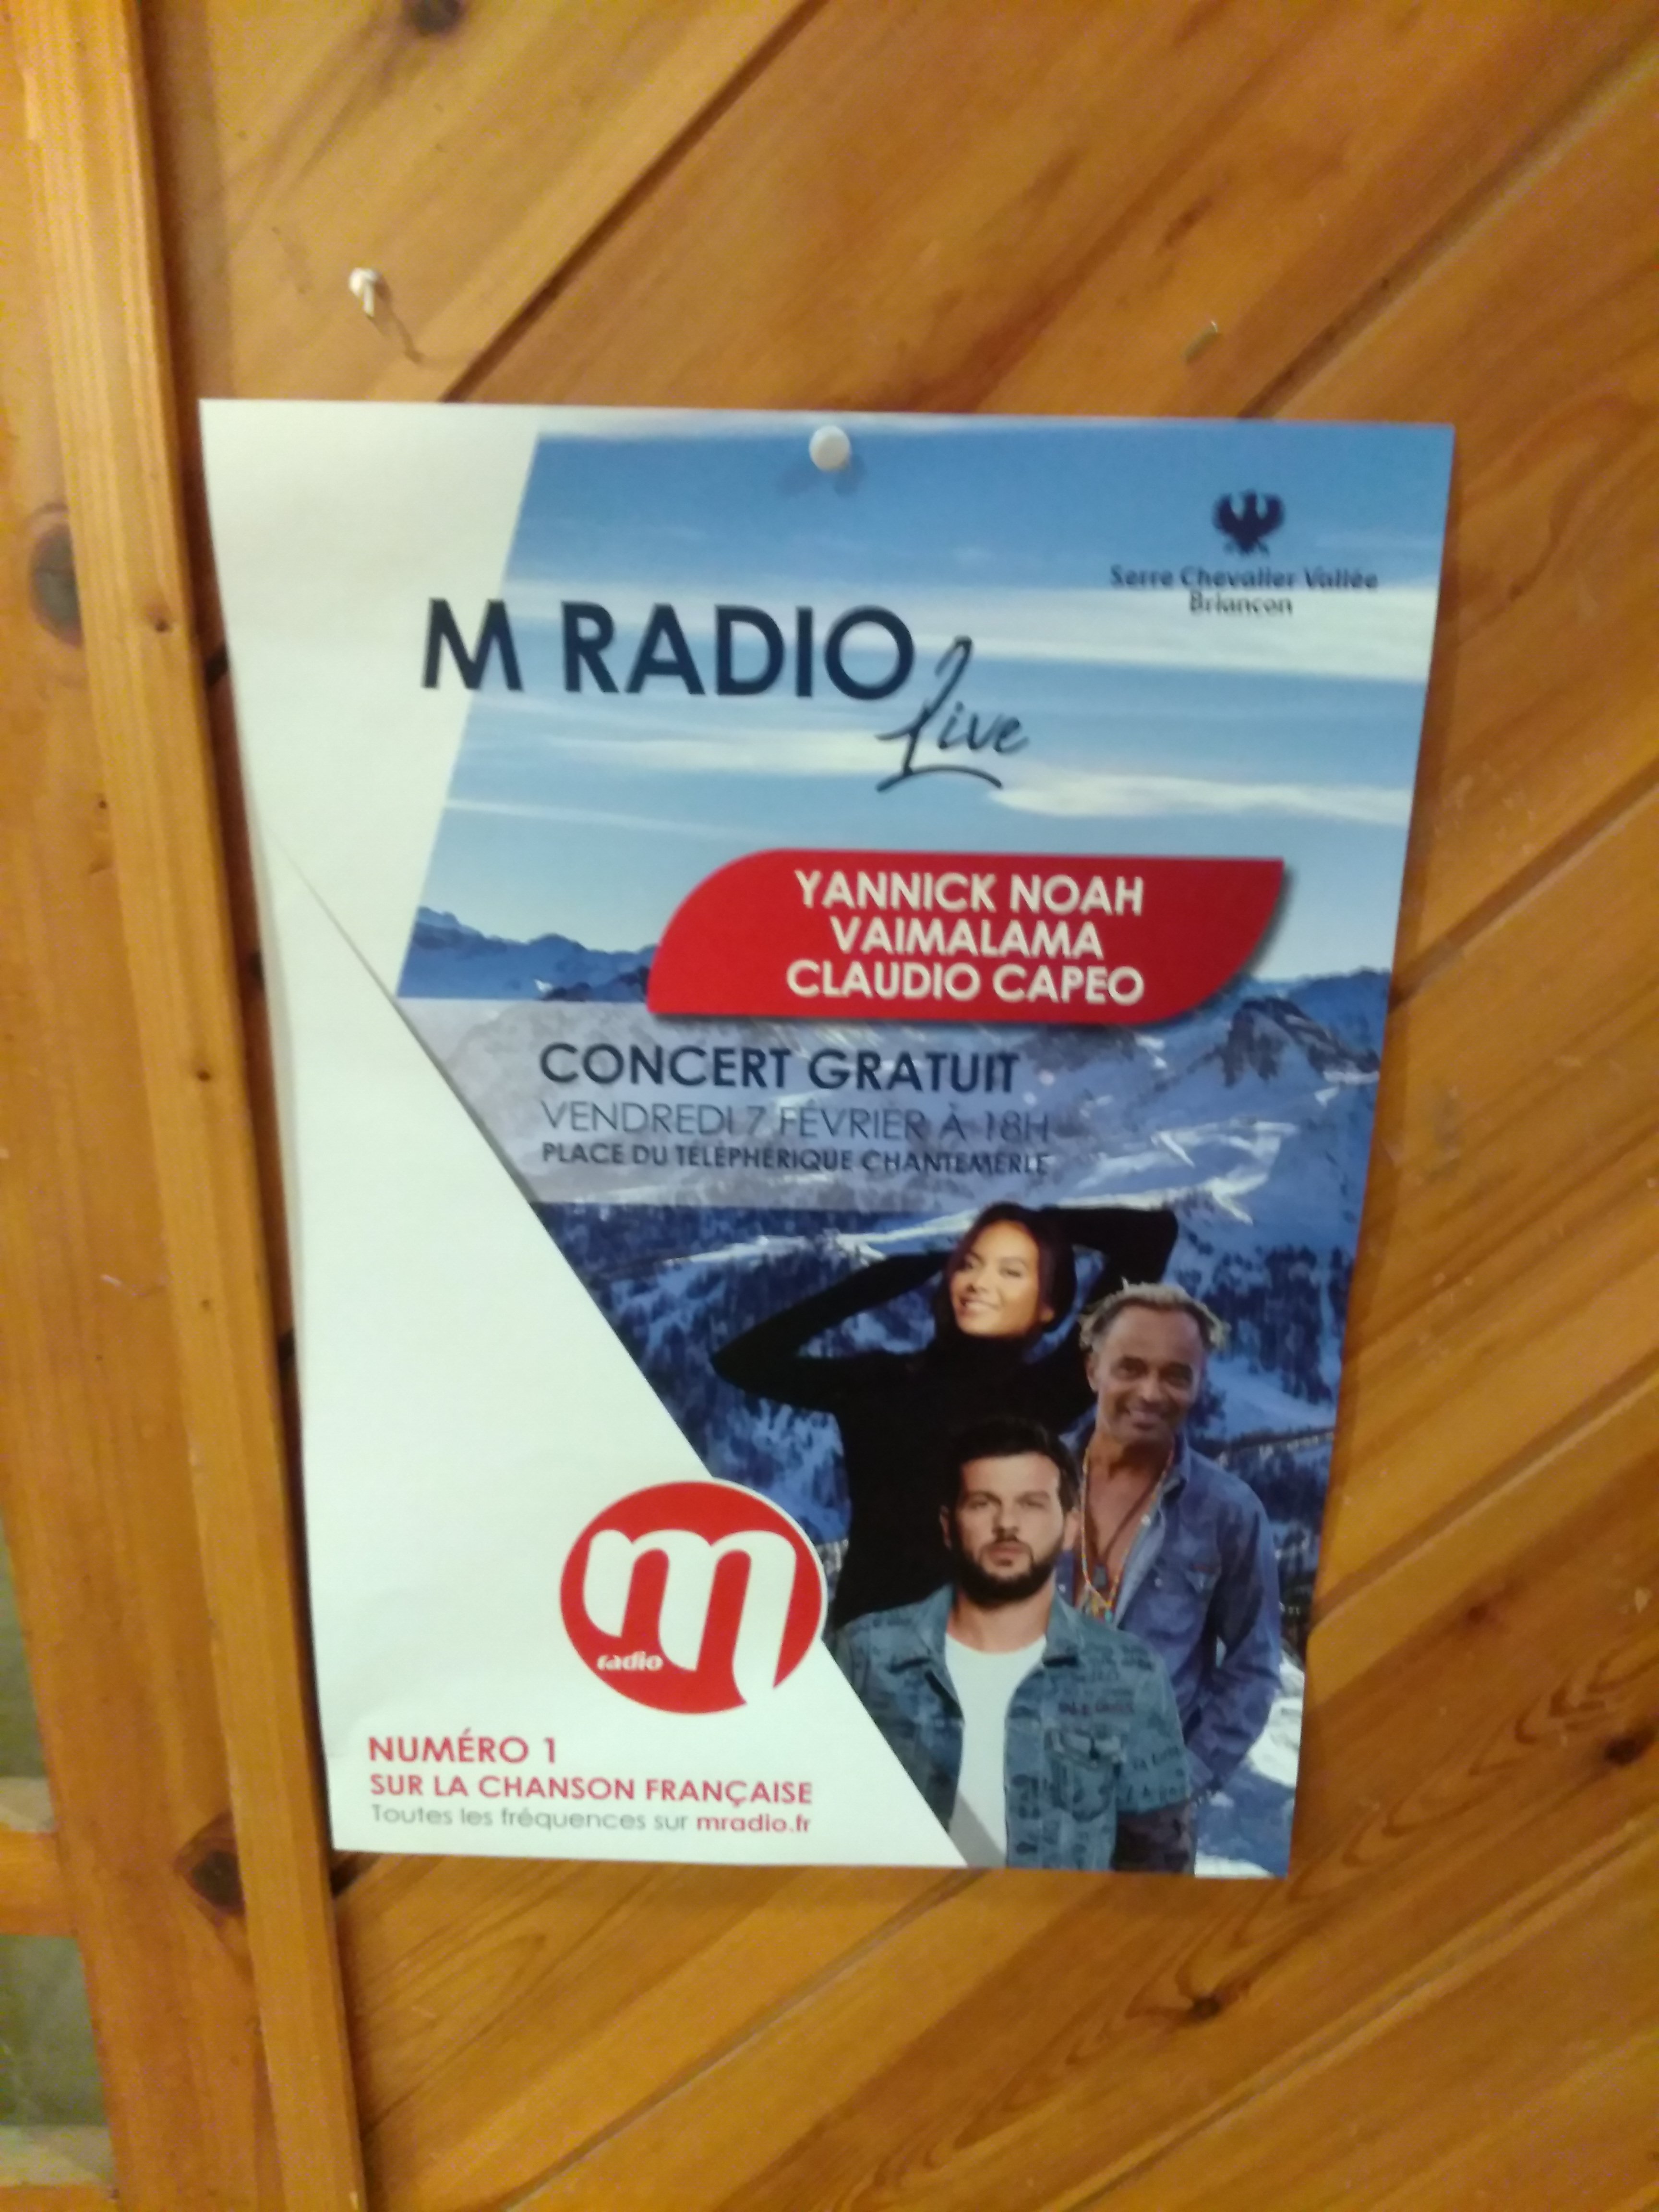 Serre Chevalier Vallée
Briançon
M RADIO
Live
YANNICK NOAH
VAIMALAMA
CLAUDIO CAPEO
CONCERT GRATUIT
VENDREDI 7 FÉVRIER À 18H
PLACE DU TÉLÉPHÉRIQUE CHANTEMERLE
m
radio
NUMÉRO 1
SUR LA CHANSON FRANÇAISE
Toutes les fréquences sur mradio.fr